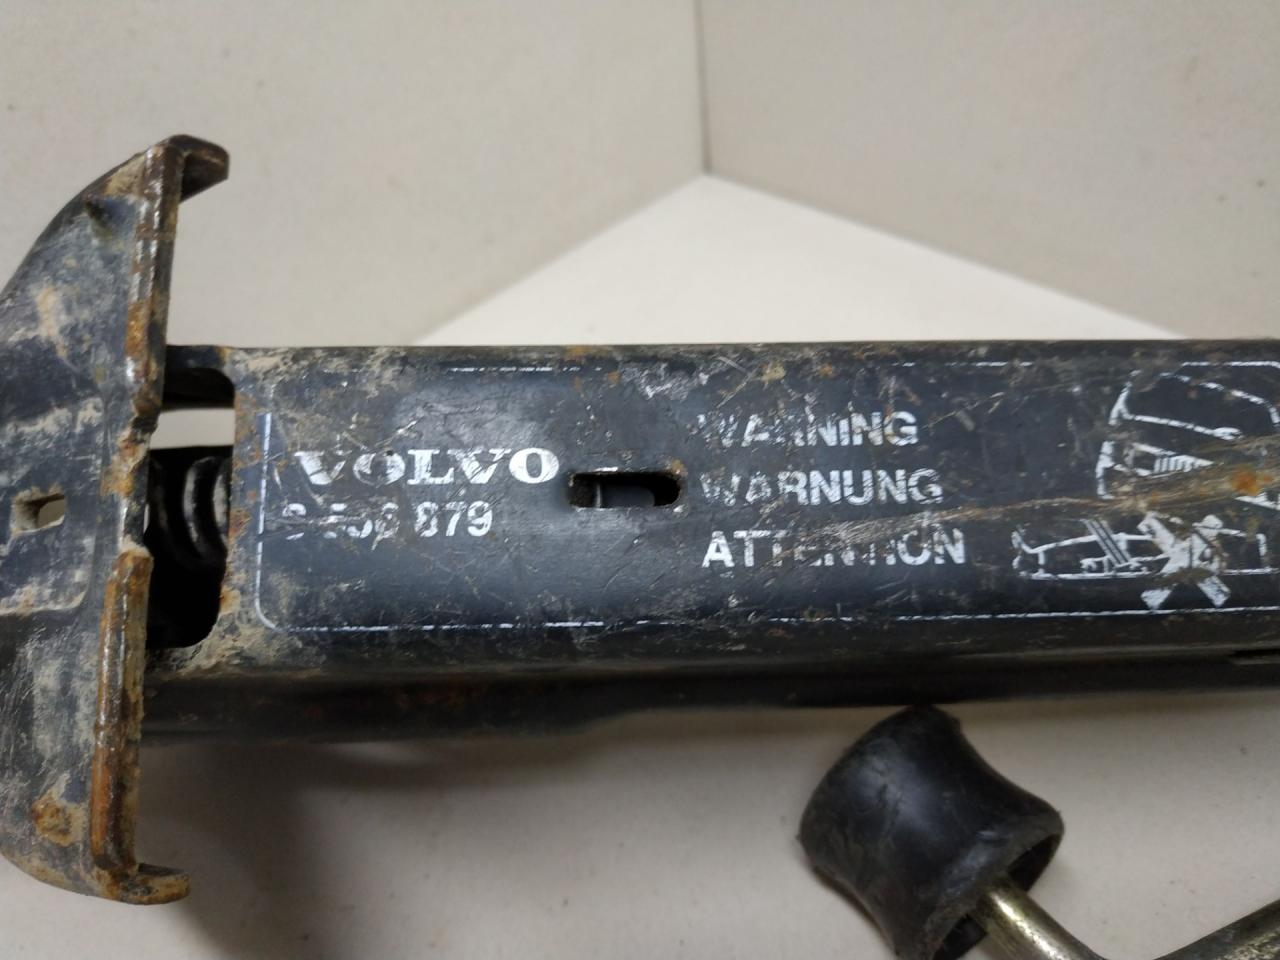 VOLVO
879
WARNING
WARNUNG
ATTENTION